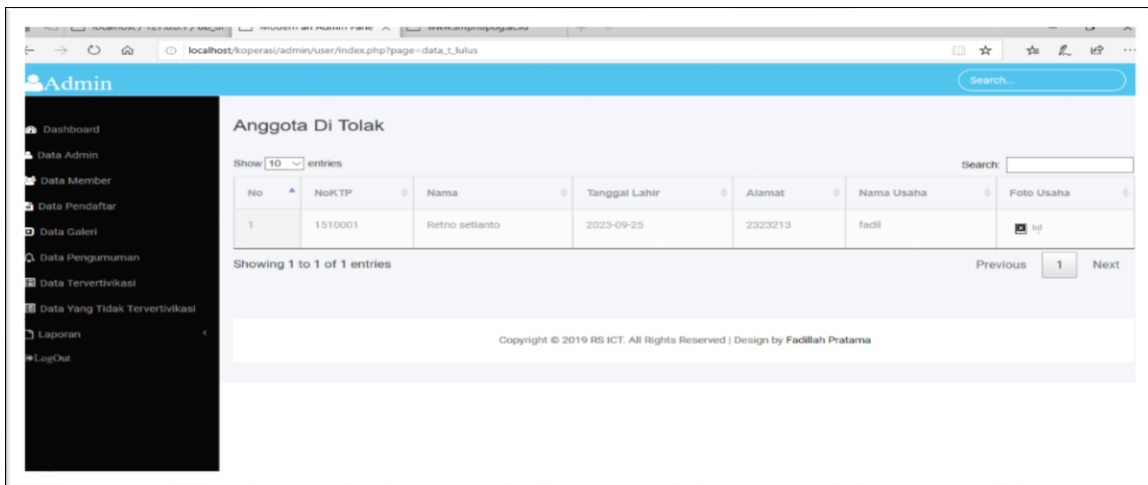 localhost/koperasi/admin/user/index.php?page=data_t_lulus
Admin
Search...
Dashboard
Data Admin
Data Member
Data Pendaftar
Data Galeri
Data Pengumuman
Data Tervertivikasi
Data Yang Tidak Tervertivikasi
Laporan
LogOut
Anggota Di Tolak
Show 10 entries
Search:
No NoKTP Nama Tanggal Lahir Alamat Nama Usaha Foto Usaha
1 1510001 Retno setianto 2023-09-25 2323213 fadil
Showing 1 to 1 of 1 entries
Previous 1 Next
Copyright © 2019 RS ICT. All Rights Reserved | Design by Fadillah Pratama